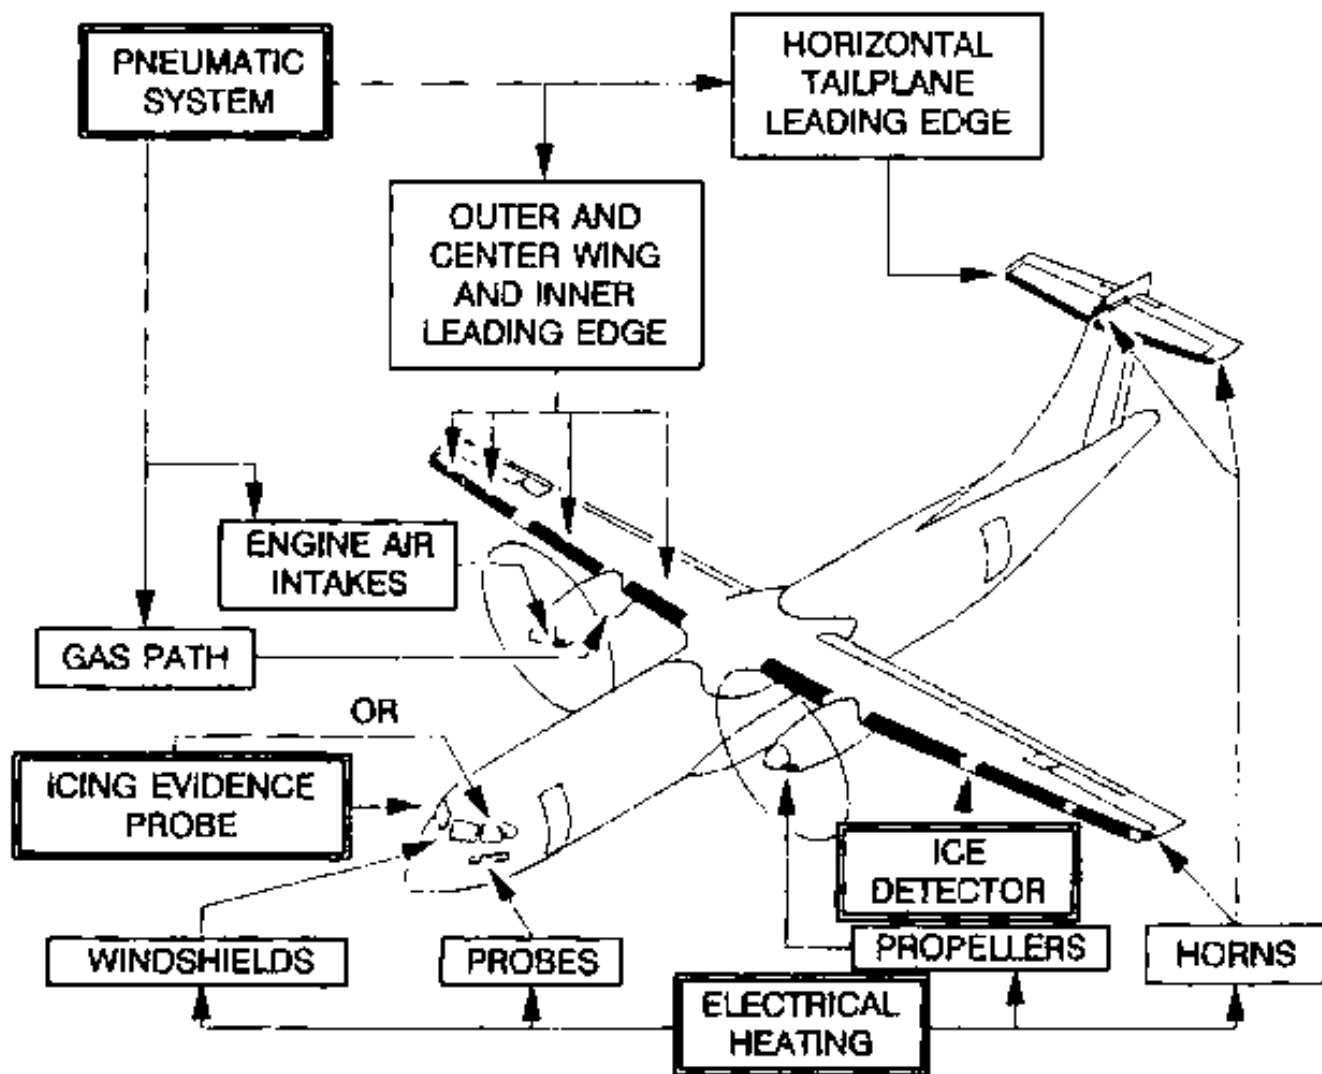 PNEUMATIC
SYSTEM
HORIZONTAL
TAILPLANE
LEADING EDGE
OUTER AND
CENTER WING
AND INNER
LEADING EDGE
ENGINE AIR
INTAKES
GAS PATH
OR
ICING EVIDENCE
PROBE
ICE
DETECTOR
WINDSHIELDS
PROBES
PROPELLERS
HORNS
ELECTRICAL
HEATING